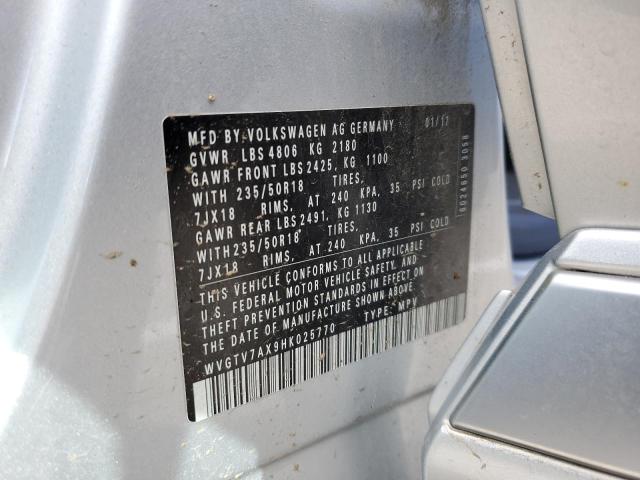 MFD BY VOLKSWAGEN AG GERMANY 01/17
GVWR LBS 4806 KG 2180
GAWR FRONT LBS 2425, KG 1100
WITH 235/50R18 TIRES,
7JX18 RIMS, AT 240 KPA, 35 PSI COLD
GAWR REAR LBS 2491, KG 1130
WITH 235/50R18 TIRES,
7JX18 RIMS, AT 240 KPA, 35 PSI COLD
THIS VEHICLE CONFORMS TO ALL APPLICABLE
U.S. FEDERAL MOTOR VEHICLE SAFETY, AND
THEFT PREVENTION STANDARDS IN EFFECT ON
THE DATE OF MANUFACTURE SHOWN ABOVE
WVGTV7AX9HK025770 TYPE: MPV
6024650 3058